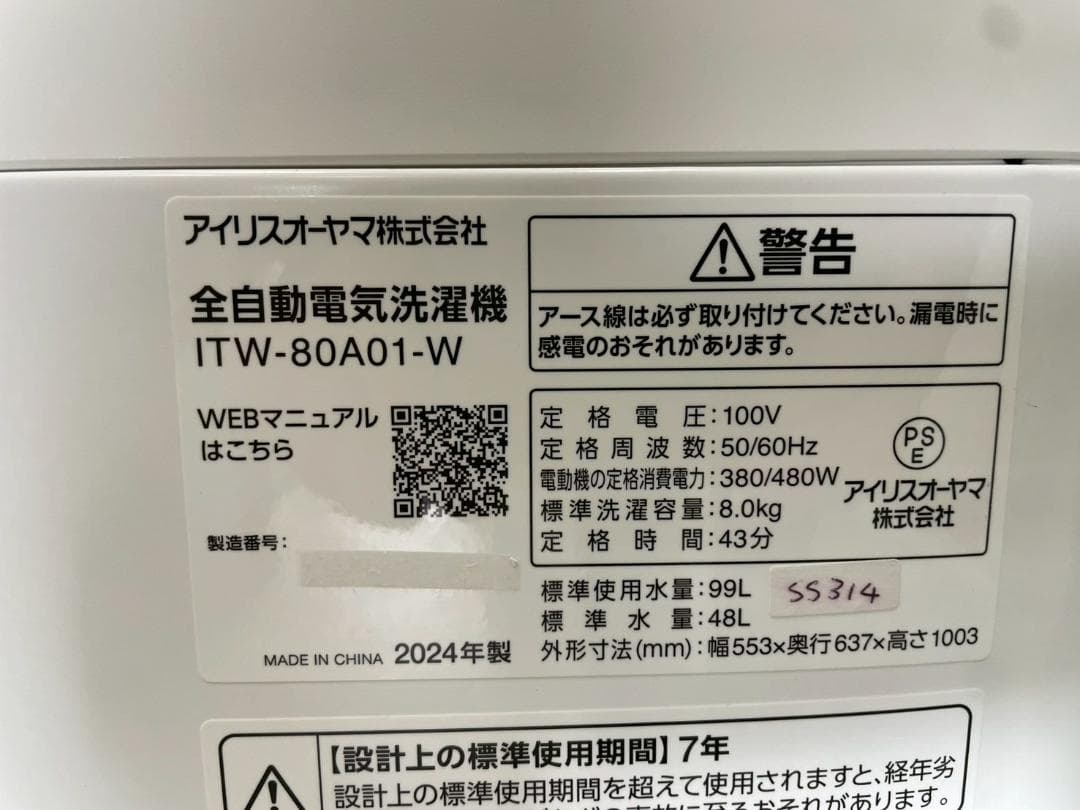 アイリスオーヤマ株式会社
全自動電気洗濯機
ITW-80A01-W
WEBマニュアル
はこちら
製造番号:
MADE IN CHINA 2024年製
警告
アース線は必ず取り付けてください。漏電時に
感電のおそれがあります。
定格電圧:100V
定格周波数:50/60Hz
電動機の定格消費電力:380/480W
標準洗濯容量:8.0kg
定格時間:43分
PS
E
アイリスオーヤマ
株式会社
標準使用水量:99L
標準水量:48L
外形寸法(mm):幅553×奥行637×高さ1003
SS314
【設計上の標準使用期間】7年
設計上の標準使用期間を超えて使用されますと、経年劣
至るおそれがあります。